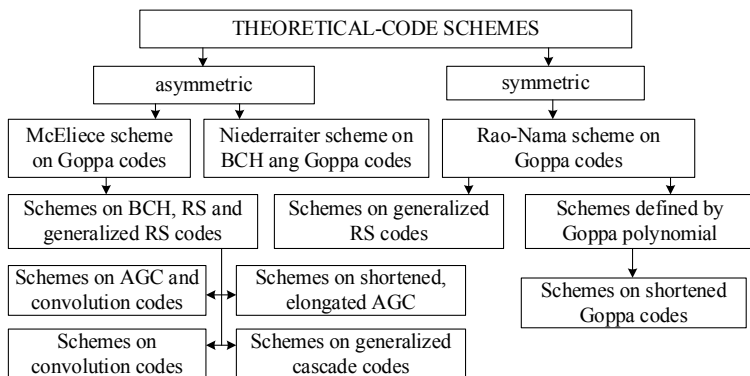 THEORETICAL-CODE SCHEMES
asymmetric
symmetric
McEliece scheme
on Goppa codes
Niederraiter scheme on
BCH ang Goppa codes
Rao-Nama scheme on
Goppa codes
Schemes on BCH, RS and
generalized RS codes
Schemes on generalized
RS codes
Schemes defined by
Goppa polynomial
Schemes on AGC and
convolution codes
Schemes on shortened,
elongated AGC
Schemes on shortened
Goppa codes
Schemes on
convolution codes
Schemes on generalized
cascade codes